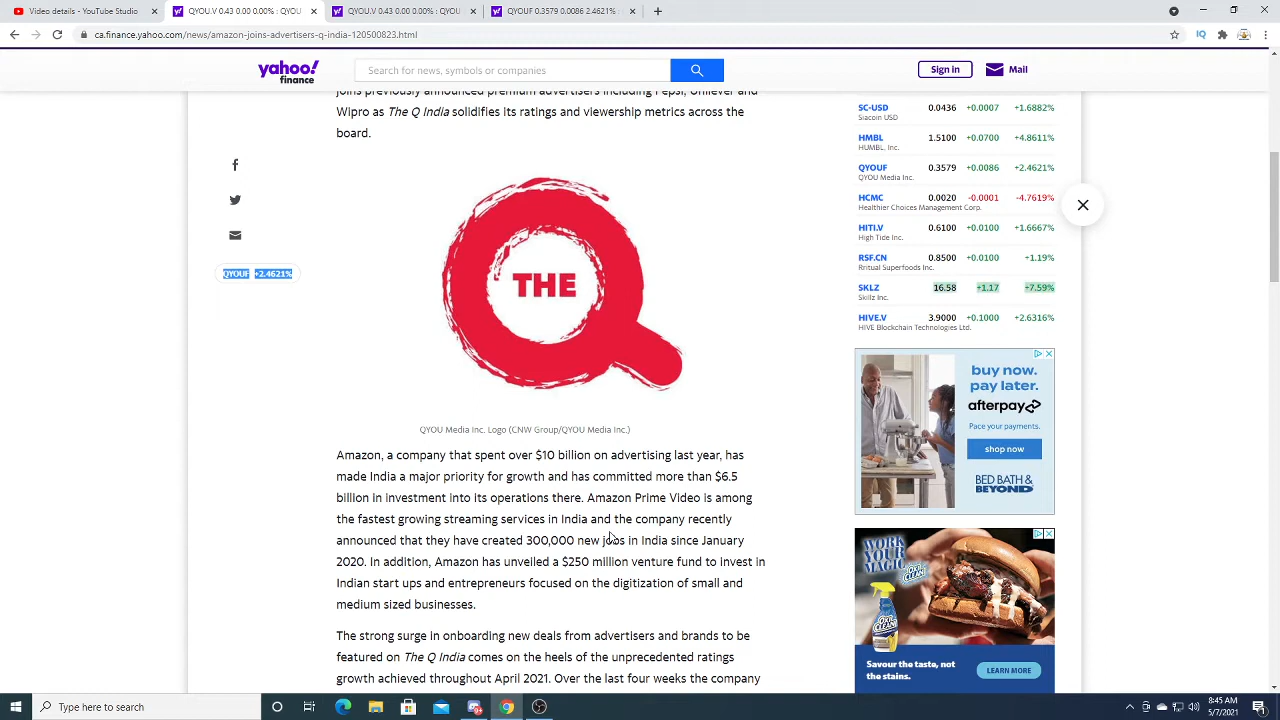 Video details - YouTube Studio
QYOU.V 0.43 0.00 0.00% : QYOU
QYOU.V 0.43 0.00 0.00% : QYOU.
QYOUF 0.3579 0.0086 2.4621% :
ca.finance.yahoo.com/news/amazon-joins-advertisers-q-india-120500823.html
IQ
yahoo!
finance
Search for news, symbols or companies
Sign in
Mail
joins previously announced premium advertisers including Pepsi, Unilever and
Wipro as The Q India solidifies its ratings and viewership metrics across the
board.
QYOUF +2.4621%
THE
QYOU Media Inc. Logo (CNW Group/QYOU Media Inc.)
Amazon, a company that spent over $10 billion on advertising last year, has
made India a major priority for growth and has committed more than $6.5
billion in investment into its operations there. Amazon Prime Video is among
the fastest growing streaming services in India and the company recently
announced that they have created 300,000 new jobs in India since January
2020. In addition, Amazon has unveiled a $250 million venture fund to invest in
Indian start ups and entrepreneurs focused on the digitization of small and
medium sized businesses.
The strong surge in onboarding new deals from advertisers and brands to be
featured on The Q India comes on the heels of the unprecedented ratings
growth achieved throughout April 2021. Over the last four weeks the company
SC-USD 0.0436 +0.0007 +1.6882%
Siacoin USD
HMBL 1.5100 +0.0700 +4.8611%
HUMBL, Inc.
QYOUF 0.3579 +0.0086 +2.4621%
QYOU Media Inc.
HCMC 0.0020 -0.0001 -4.7619%
Healthier Choices Management Corp.
HITI.V 0.6100 +0.0100 +1.6667%
High Tide Inc.
RSF.CN 0.8500 +0.0100 +1.19%
Rritual Superfoods Inc.
SKLZ 16.58 +1.17 +7.59%
Skillz Inc.
HIVE.V 3.9000 +0.1000 +2.6316%
HIVE Blockchain Technologies Ltd.
buy now.
pay later.
afterpay
Pace your payments.
shop now
BED BATH &
BEYOND
WORK
YOUR
MAGIC
OXI
CLEAN
Savour the taste, not
the stains.
LEARN MORE
Type here to search
8:45 AM
5/7/2021